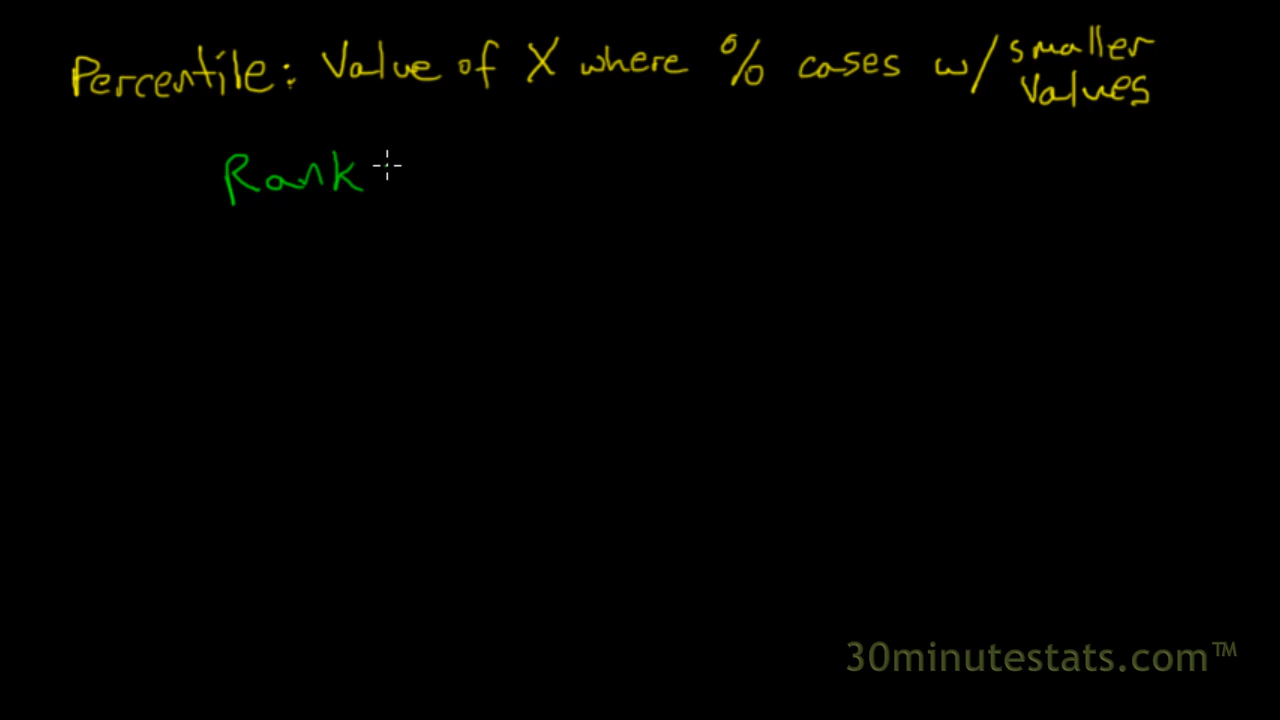 Percentile: Value of X where % cases w/ smaller values
Rank
30minutestats.com™